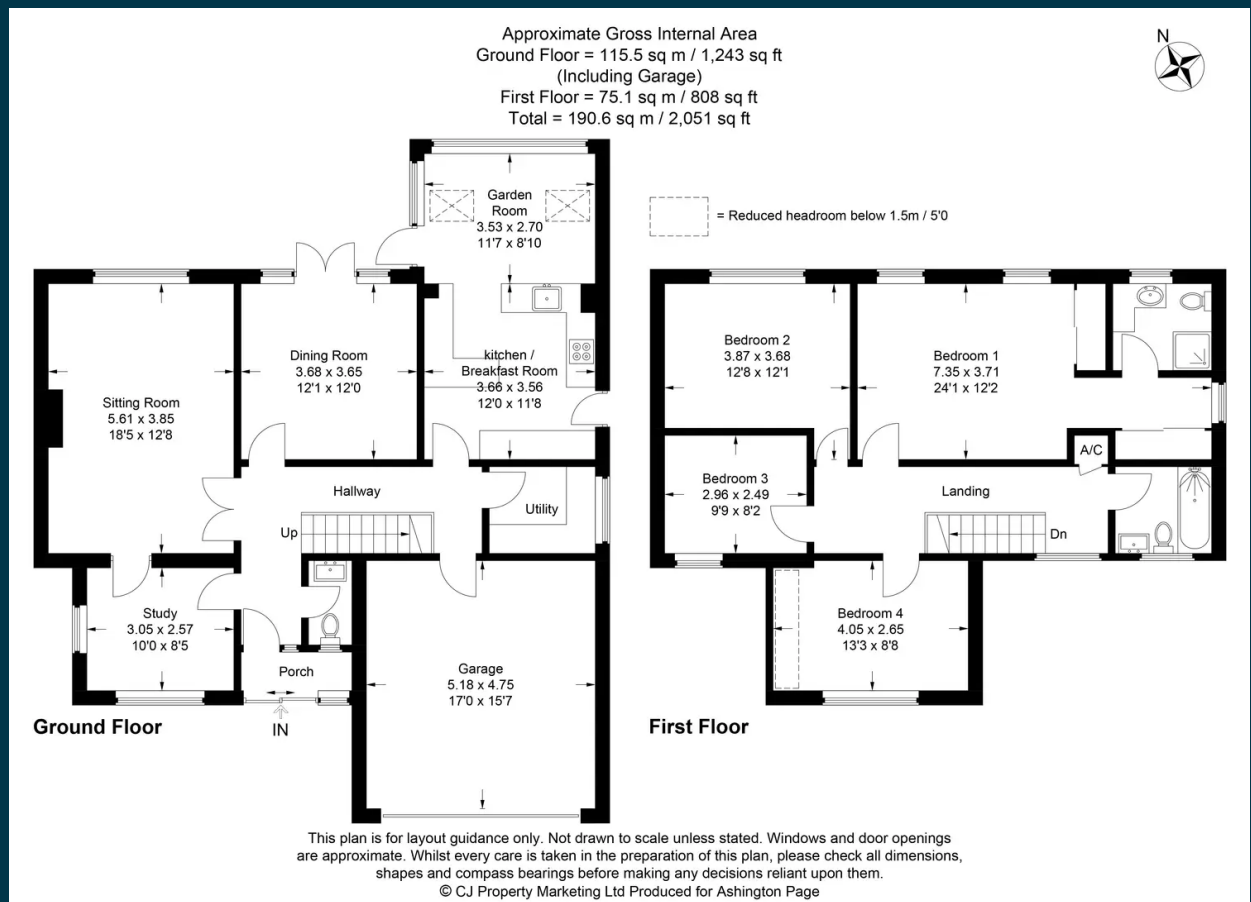 Approximate Gross Internal Area
Ground Floor = 115.5 sq m / 1,243 sq ft
(Including Garage)
First Floor = 75.1 sq m / 808 sq ft
Total = 190.6 sq m / 2,051 sq ft
N
Garden
Room
3.53 x 2.70
11'7 x 8'10
= Reduced headroom below 1.5m / 5'0
Sitting Room
5.61 x 3.85
18'5 x 12'8
Dining Room
3.68 x 3.65
12'1 x 12'0
kitchen /
Breakfast Room
3.66 x 3.56
12'0 x 11'8
Hallway
Up
Utility
Study
3.05 x 2.57
10'0 x 8'5
Porch
IN
Garage
5.18 x 4.75
17'0 x 15'7
Ground Floor
Bedroom 2
3.87 x 3.68
12'8 x 12'1
Bedroom 1
7.35 x 3.71
24'1 x 12'2
A/C
Bedroom 3
2.96 x 2.49
9'9 x 8'2
Landing
Dn
Bedroom 4
4.05 x 2.65
13'3 x 8'8
First Floor
This plan is for layout guidance only. Not drawn to scale unless stated. Windows and door openings
are approximate. Whilst every care is taken in the preparation of this plan, please check all dimensions,
shapes and compass bearings before making any decisions reliant upon them.
© CJ Property Marketing Ltd Produced for Ashington Page